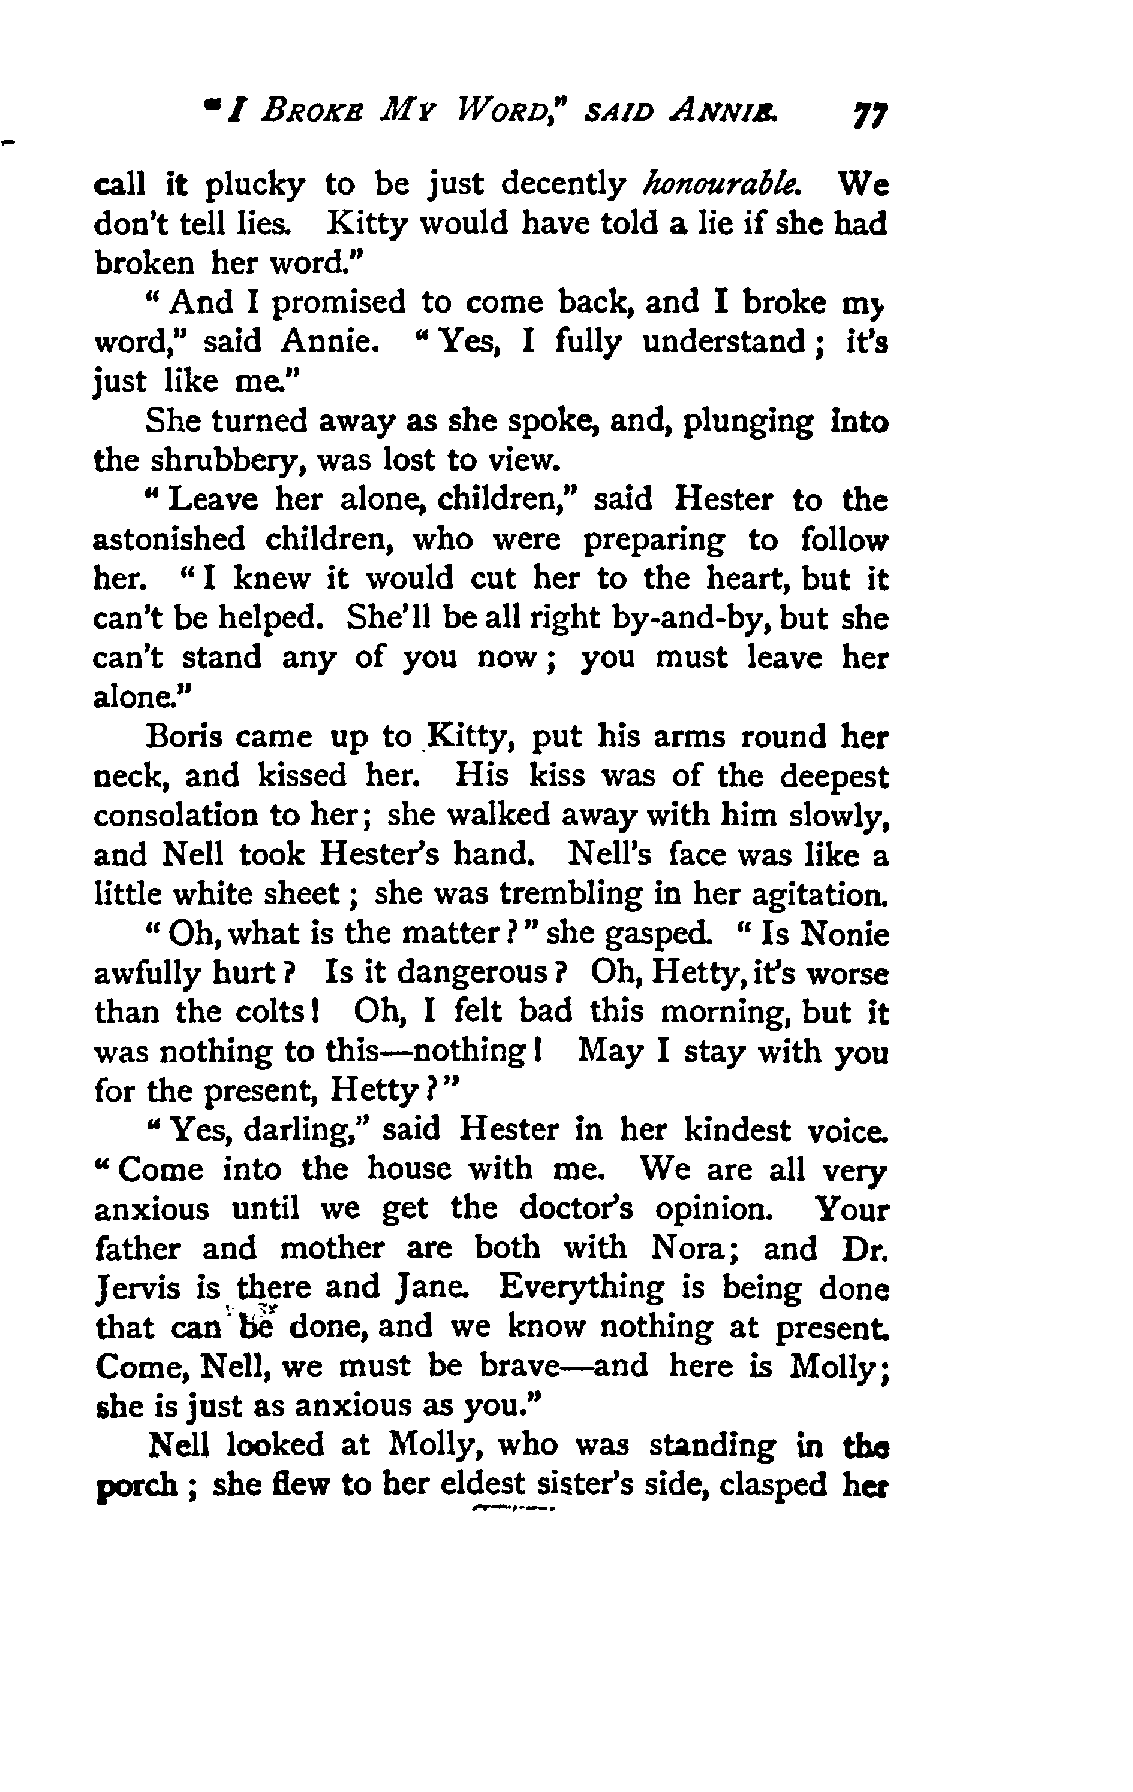 "I BROKE MY WORD," SAID ANNIE. 77
call it plucky to be just decently honourable. We
don't tell lies. Kitty would have told a lie if she had
broken her word."
"And I promised to come back, and I broke my
word," said Annie. "Yes, I fully understand; it's
just like me."
She turned away as she spoke, and, plunging into
the shrubbery, was lost to view.
"Leave her alone, children," said Hester to the
astonished children, who were preparing to follow
her. "I knew it would cut her to the heart, but it
can't be helped. She'll be all right by-and-by, but she
can't stand any of you now; you must leave her
alone."
Boris came up to Kitty, put his arms round her
neck, and kissed her. His kiss was of the deepest
consolation to her; she walked away with him slowly,
and Nell took Hester's hand. Nell's face was like a
little white sheet; she was trembling in her agitation.
"Oh, what is the matter?" she gasped. "Is Nonie
awfully hurt? Is it dangerous? Oh, Hetty, it's worse
than the colts! Oh, I felt bad this morning, but it
was nothing to this—nothing! May I stay with you
for the present, Hetty?"
"Yes, darling," said Hester in her kindest voice.
"Come into the house with me. We are all very
anxious until we get the doctor's opinion. Your
father and mother are both with Nora; and Dr.
Jervis is there and Jane. Everything is being done
that can be done, and we know nothing at present.
Come, Nell, we must be brave—and here is Molly;
she is just as anxious as you."
Nell looked at Molly, who was standing in the
porch; she flew to her eldest sister's side, clasped her